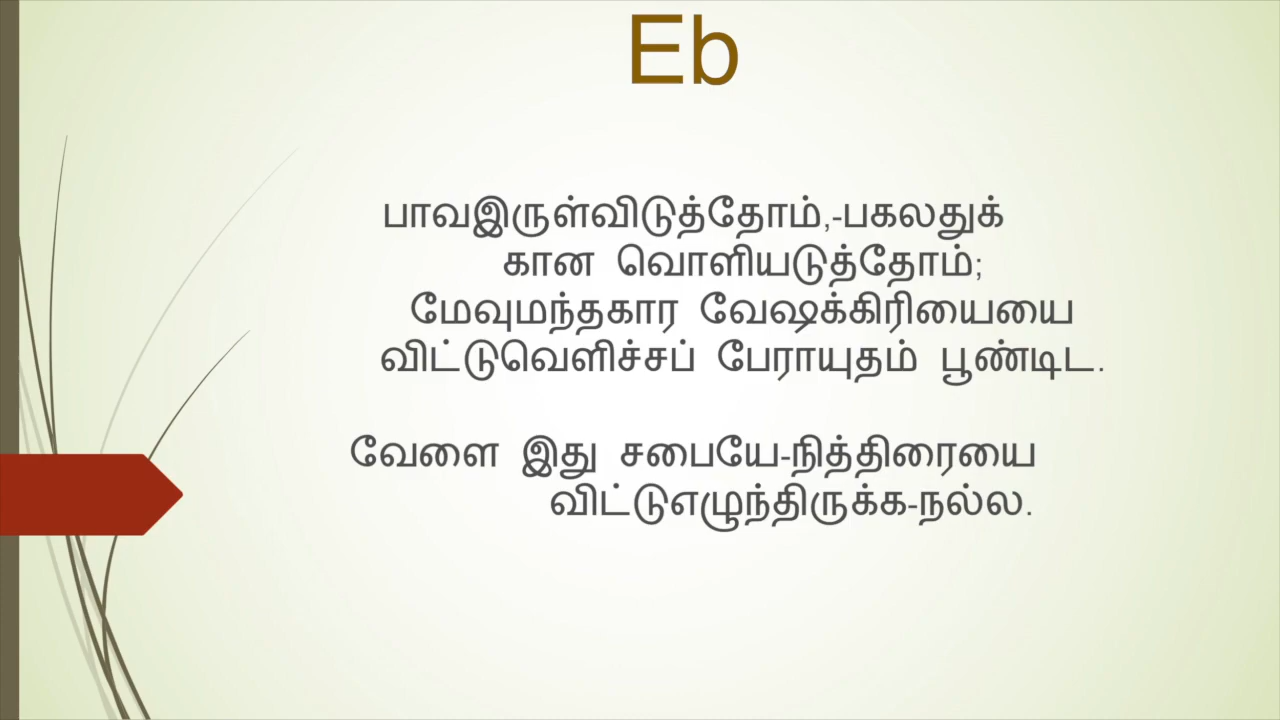 Eb
பாவஇருள்விடுத்தோம்,-பகலதுக்
கான வொளியடுத்தோம்;
மேவுமந்தகார வேஷக்கிரியையை
விட்டுவெளிச்சப் பேராயுதம் பூண்டிட.
வேளை இது சபையே-நித்திரையை
விட்டுஎழுந்திருக்க-நல்ல.